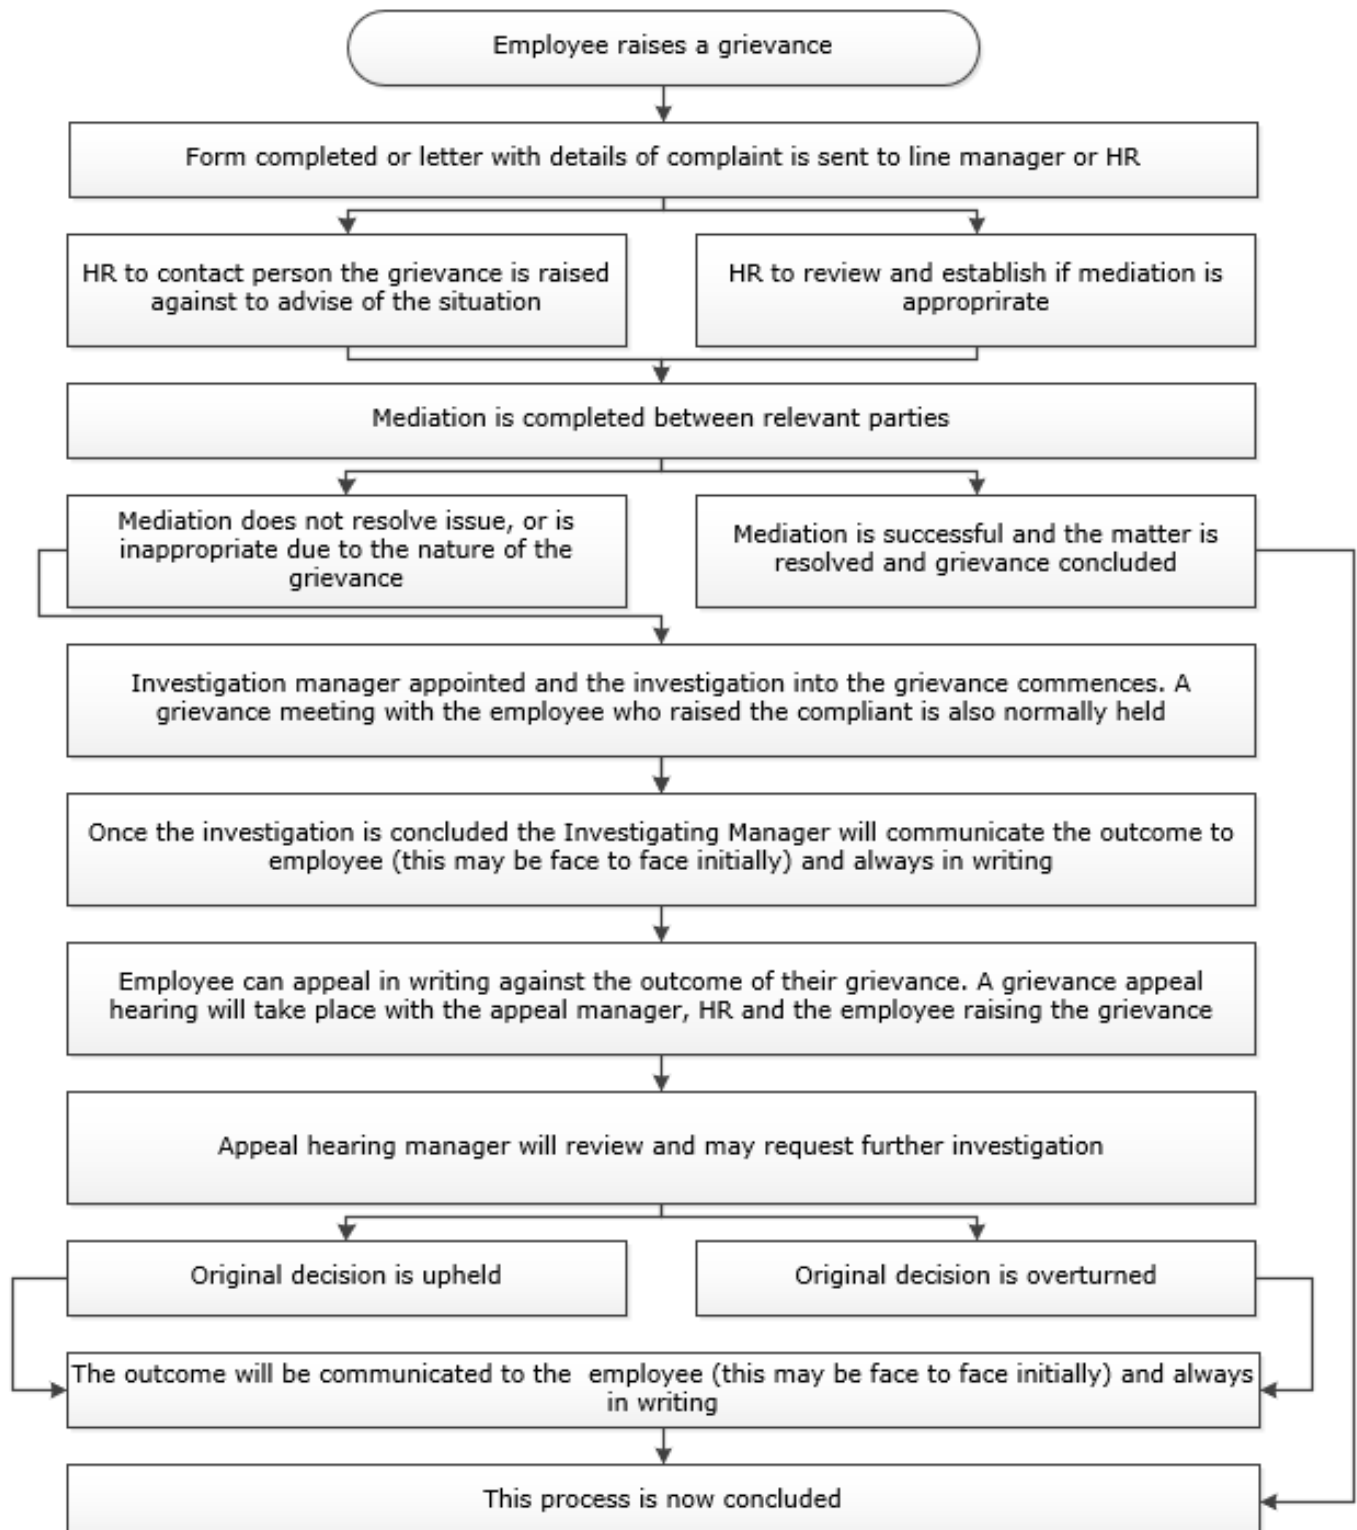 Employee raises a grievance
Form completed or letter with details of complaint is sent to line manager or HR
HR to contact person the grievance is raised
against to advise of the situation
HR to review and establish if mediation is
approprirate
Mediation is completed between relevant parties
Mediation does not resolve issue, or is
inappropriate due to the nature of the
grievance
Mediation is successful and the matter is
resolved and grievance concluded
Investigation manager appointed and the investigation into the grievance commences. A
grievance meeting with the employee who raised the compliant is also normally held
Once the investigation is concluded the Investigating Manager will communicate the outcome to
employee (this may be face to face initially) and always in writing
Employee can appeal in writing against the outcome of their grievance. A grievance appeal
hearing will take place with the appeal manager, HR and the employee raising the grievance
Appeal hearing manager will review and may request further investigation
Original decision is upheld
Original decision is overturned
The outcome will be communicated to the  employee (this may be face to face initially) and always
in writing
This process is now concluded